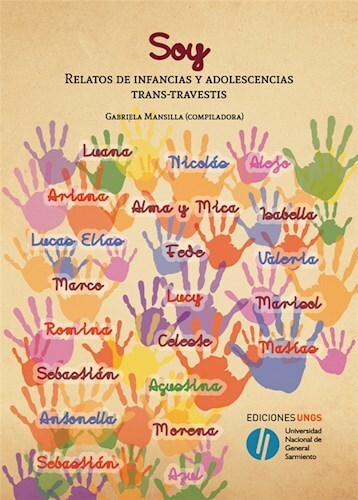 Soy
RELATOS DE INFANCIAS Y ADOLESCENCIAS
TRANS-TRAVESTIS
GABRIELA MANSILLA (COMPILADORA)
Luana
Nicolás
Alejo
Ariana
Alma y Mica
Isabella
Lucas Elías
Fede
Valeria
Marco
Lucy
Marisol
Romina
Celeste
Matías
Sebastián
Agustina
Antonella
Morena
Sebastián
Azul
EDICIONES UNGS
Universidad
Nacional de
General
Sarmiento